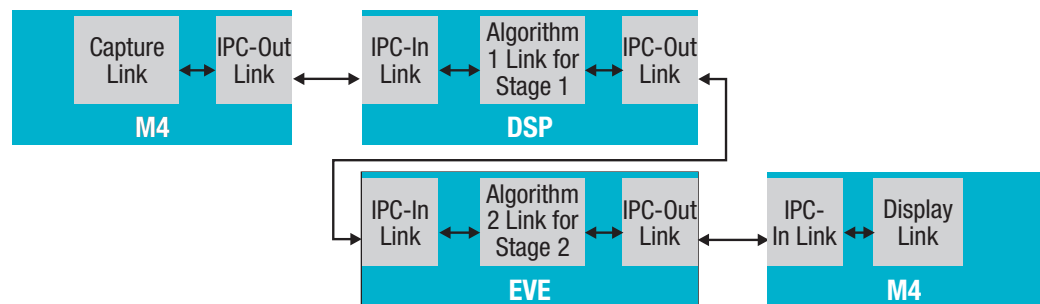 Capture
Link
IPC-Out
Link
M4
IPC-In
Link
Algorithm
1 Link for
Stage 1
IPC-Out
Link
DSP
IPC-In
Link
Algorithm
2 Link for
Stage 2
IPC-Out
Link
EVE
IPC-
In Link
Display
Link
M4